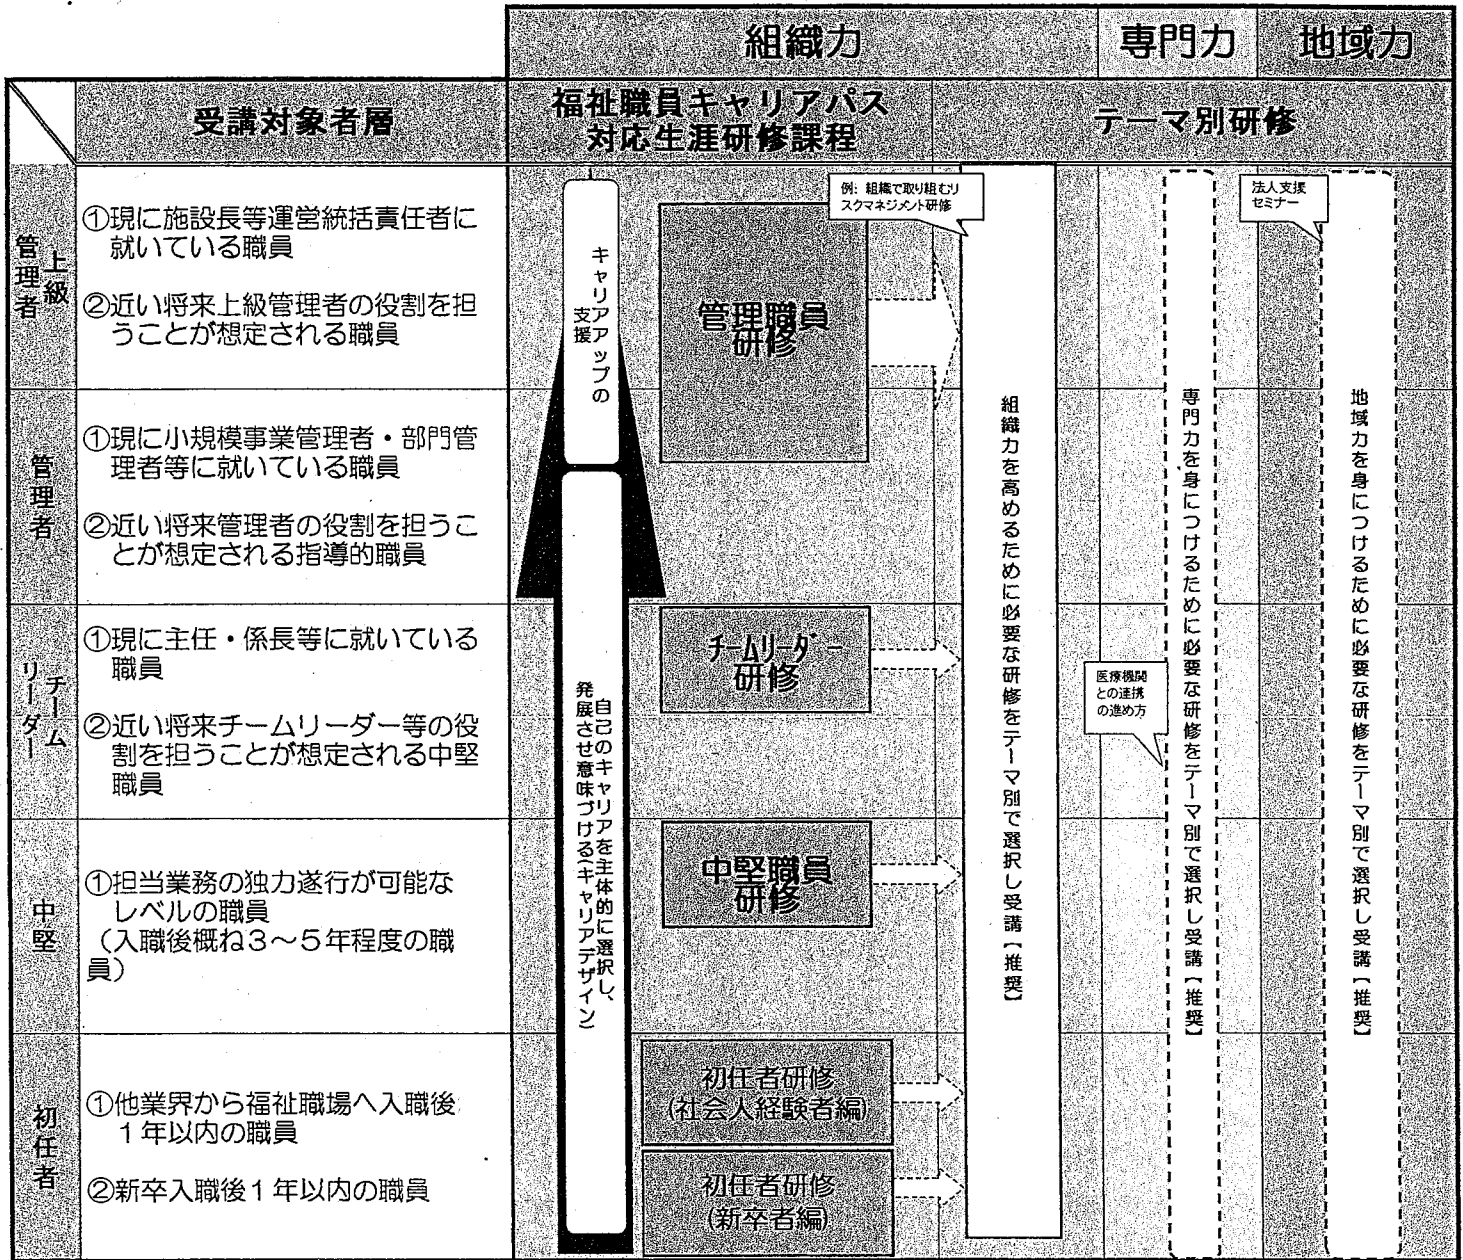 組織力
専門力
地域力
受講対象者層
福祉職員キャリアパス
対応生涯研修課程
テーマ別研修
上級
管理者
①現に施設長等運営統括責任者に
就いている職員
②近い将来上級管理者の役割を担
うことが想定される職員
キャリアアップの
支援
管理職員
研修
例: 組織で取り組むリ
スクマネジメント研修
法人支援
セミナー
管理者
①現に小規模事業管理者・部門管
理者等に就いている職員
②近い将来管理者の役割を担うこ
とが想定される指導的職員
チーム
リーダー
①現に主任・係長等に就いている
職員
②近い将来チームリーダー等の役
割を担うことが想定される中堅
職員
自己のキャリアを主体的に選択し、
発展させ意味づける(キャリアデザイン)
チームリーダー
研修
組織力を高めるために必要な研修をテーマ別で選択し受講【推奨】
医療機関
との連携
の進め方
専門力を身につけるために必要な研修をテーマ別で選択し受講【推奨】
地域力を身につけるために必要な研修をテーマ別で選択し受講【推奨】
中堅
①担当業務の独力遂行が可能な
レベルの職員
(入職後概ね3～5年程度の職
員)
中堅職員
研修
初任者
①他業界から福祉職場へ入職後
1年以内の職員
②新卒入職後1年以内の職員
初任者研修
(社会人経験者編)
初任者研修
(新卒者編)